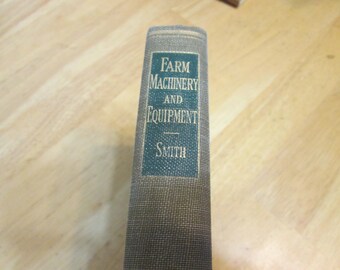 FARM
MACHINERY
AND
EQUIPMENT
SMITH